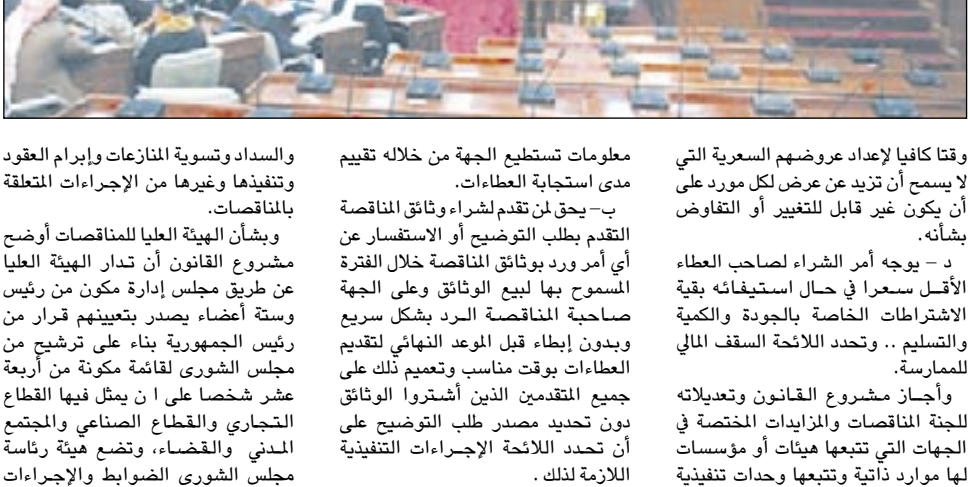 وقتا كافيا لإعداد عروضهم السعرية التي
لا يسمح أن تزيد عن عرض لكل مورد على
أن يكون غير قابل للتغيير أو التفاوض
بشأنه.
د – يوجه أمر الشراء لصاحب العطاء
الأقل سعرا في حال استيفائه بقية
الاشتراطات الخاصة بالجودة والكمية
والتسليم .. وتحدد اللائحة السقف المالي
للممارسة.
وأجاز مشروع القانون وتعديلاته
للجنة المناقصات والمزايدات المختصة في
الجهات التي تتبعها هيئات أو مؤسسات
لها موارد ذاتية وتتبعها وحدات تنفيذية
معلومات تستطيع الجهة من خلاله تقييم
مدى استجابة العطاءات.
ب– يحق لمن تقدم لشراء وثائق المناقصة
التقدم بطلب التوضيح أو الاستفسار عن
أي أمر ورد بوثائق المناقصة خلال الفترة
المسموح بها لبيع الوثائق وعلى الجهة
صاحبة المناقصة الرد بشكل سريع
وبدون إبطاء قبل الموعد النهائي لتقديم
العطاءات بوقت مناسب وتعميم ذلك على
جميع المتقدمين الذين أشتروا الوثائق
دون تحديد مصدر طلب التوضيح على
أن تحدد اللائحة الإجراءات التنفيذية
اللازمة لذلك .
والسداد وتسوية المنازعات وإبرام العقود
وتنفيذها وغيرها من الإجراءات المتعلقة
بالمناقصات.
وبشأن الهيئة العليا للمناقصات أوضح
مشروع القانون أن تدار الهيئة العليا
عن طريق مجلس إدارة مكون من رئيس
وستة أعضاء يصدر بتعيينهم قرار من
رئيس الجمهورية بناء على ترشيح من
مجلس الشورى لقائمة مكونة من أربعة
عشر شخصا على ا ن يمثل فيها القطاع
التجاري والقطاع الصناعي والمجتمع
المدني والقضاء، وتضع هيئة رئاسة
مجلس الشورى الضوابط والإجراءات